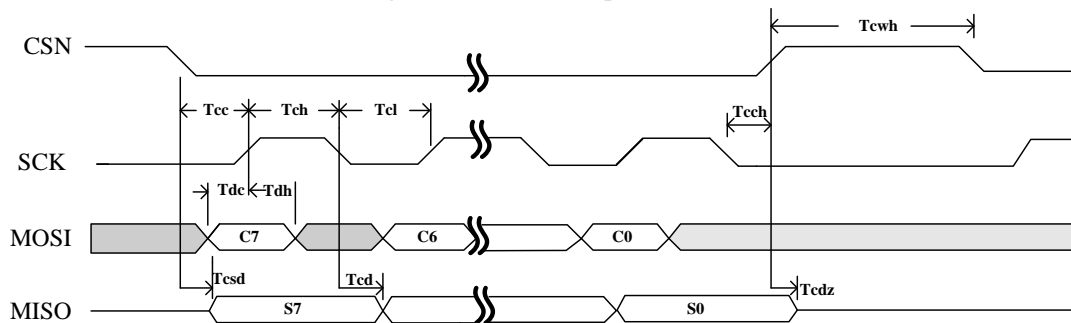 Tcwh
CSN
Tcc Tch Tcl Tcch
SCK
Tdc Tdh
MOSI C7 C6 C0
Tcsd Tcd Tcdz
MISO S7 S0